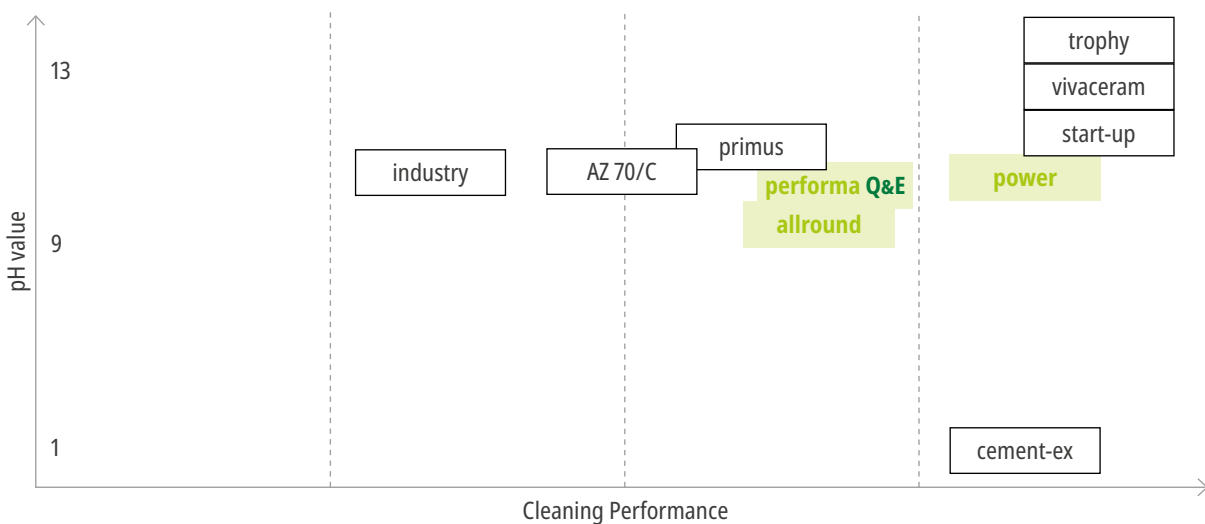 trophy
13
vivaceram
start-up
primus
industry
AZ 70/C
power
performa Q&E
allround
9
pH value
1
cement-ex
Cleaning Performance